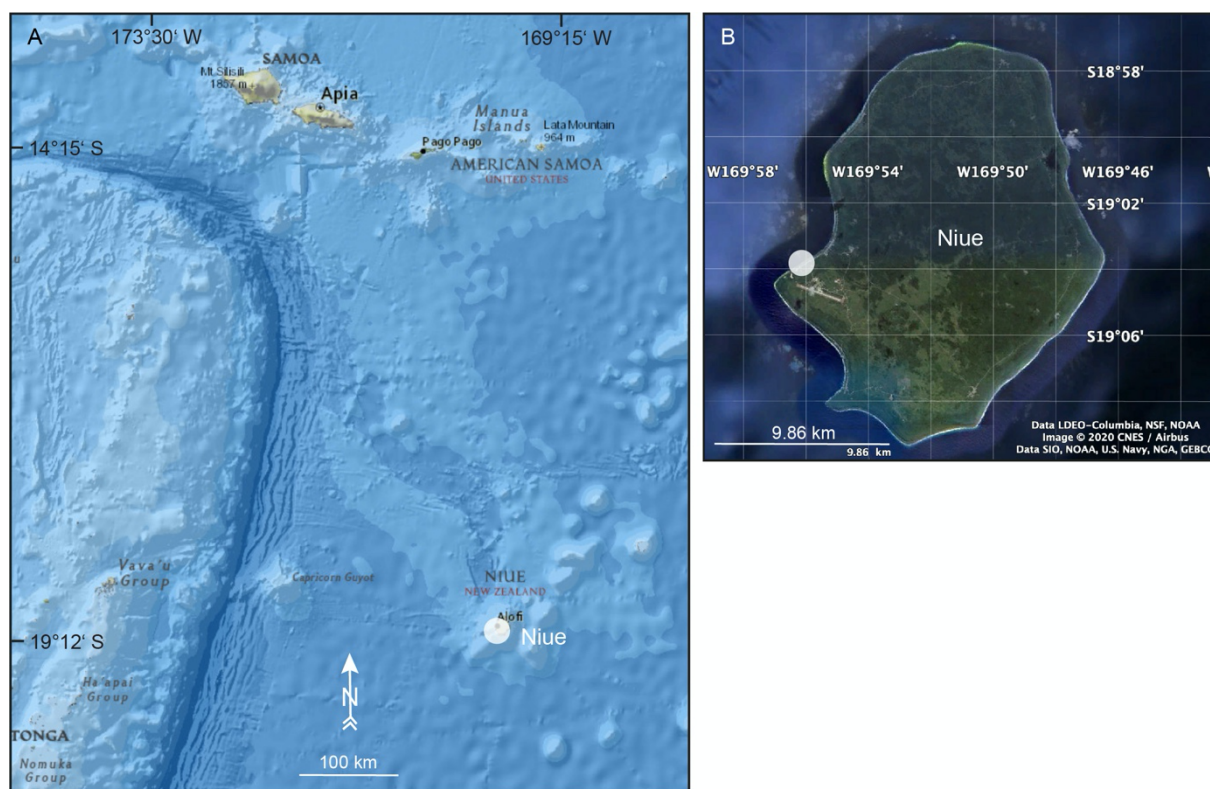 A
173°30‘ W
169°15‘ W
SAMOA
Mt Silisili
1857 m
Apia
Manua
Islands
Lata Mountain
964 m
Pago Pago
14°15‘ S
AMERICAN SAMOA
UNITED STATES
Vava'u
Group
Capricorn Guyot
NIUE
NEW ZEALAND
Alofi
Niue
19°12‘ S
Ha'apai
Group
N
TONGA
Nomuka
Group
100 km
B
S18°58'
W169°58'
W169°54'
W169°50'
W169°46'
W
S19°02'
Niue
S19°06'
9.86 km
9.86 km
Data LDEO-Columbia, NSF, NOAA
Image © 2020 CNES / Airbus
Data SIO, NOAA, U.S. Navy, NGA, GEBCO